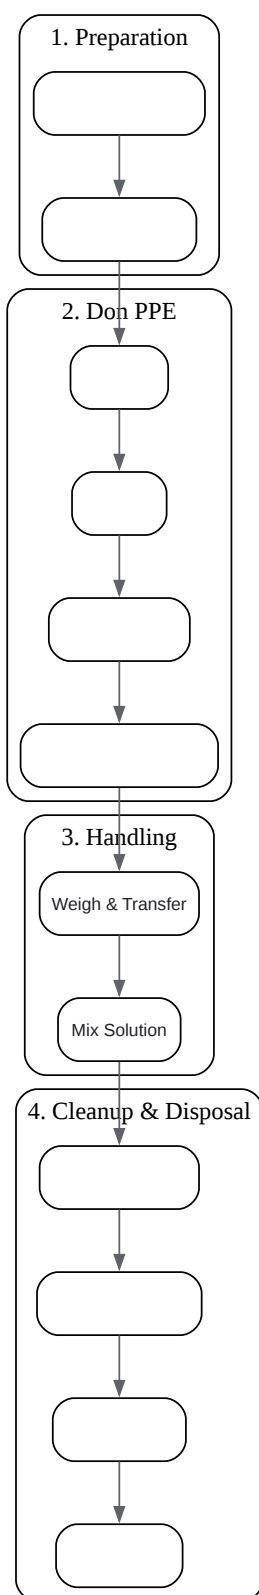 1. Preparation
2. Don PPE
3. Handling
Weigh & Transfer
Mix Solution
4. Cleanup & Disposal